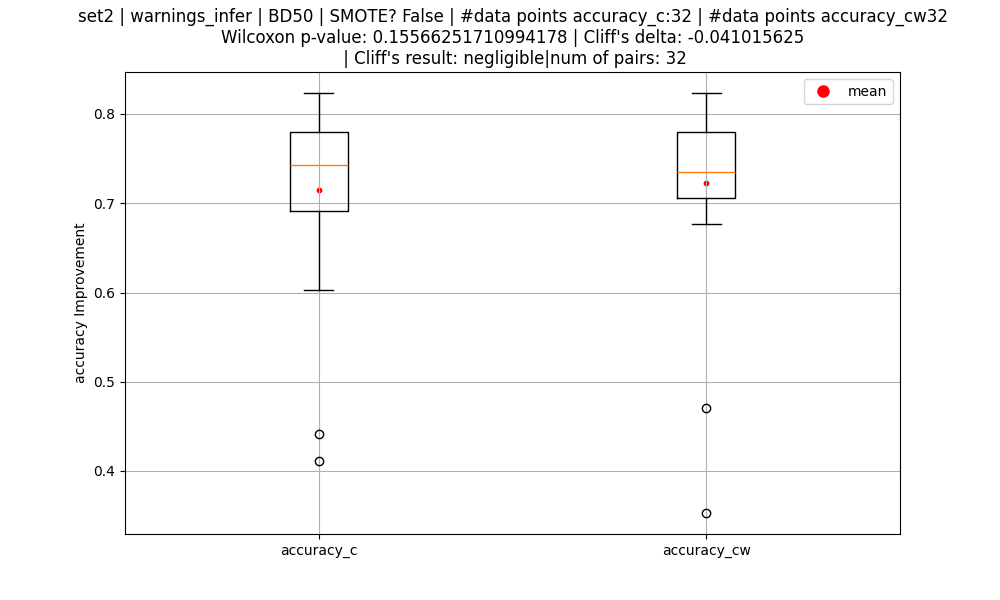 set2 | warnings_infer | BD50 | SMOTE? False | #data points accuracy_c:32 | #data points accuracy_cw32
Wilcoxon p-value: 0.15566251710994178 | Cliff's delta: -0.041015625
| Cliff's result: negligible|num of pairs: 32
mean
0.8
0.7
0.6
0.5
0.4
accuracy Improvement
accuracy_c
accuracy_cw